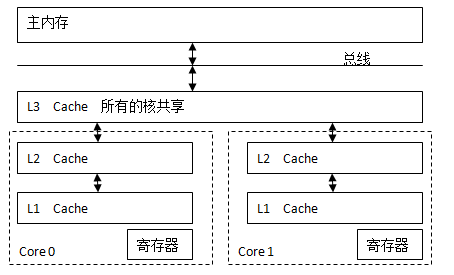 主内存
总线
L3 Cache 所有的核共享
L2 Cache
L2 Cache
L1 Cache
L1 Cache
寄存器
寄存器
Core 0
Core 1